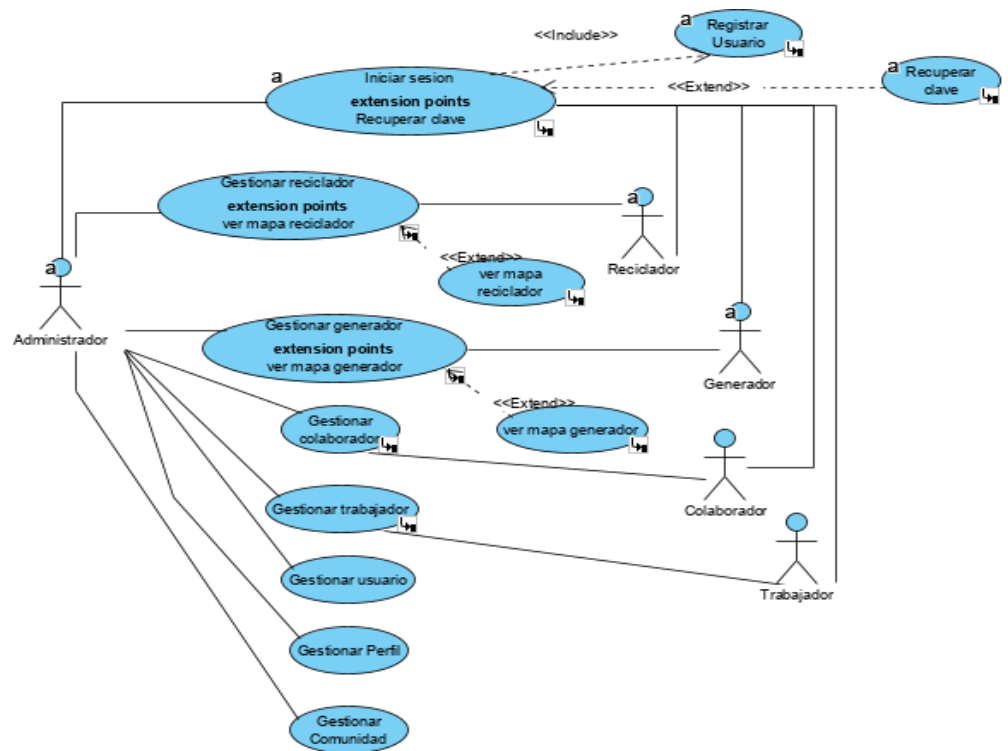 a
Registrar
Usuario
<<Include>>
a
Iniciar sesion
extension points
Recuperar clave
<<Extend>>
a
Recuperar
clave
Gestionar reciclador
extension points
ver mapa reciclador
a
Reciclador
<<Extend>>
ver mapa
reciclador
a
Administrador
Gestionar generador
extension points
ver mapa generador
a
Generador
<<Extend>>
ver mapa generador
Gestionar
colaborador
Colaborador
Gestionar trabajador
Trabajador
Gestionar usuario
Gestionar Perfil
Gestionar
Comunidad